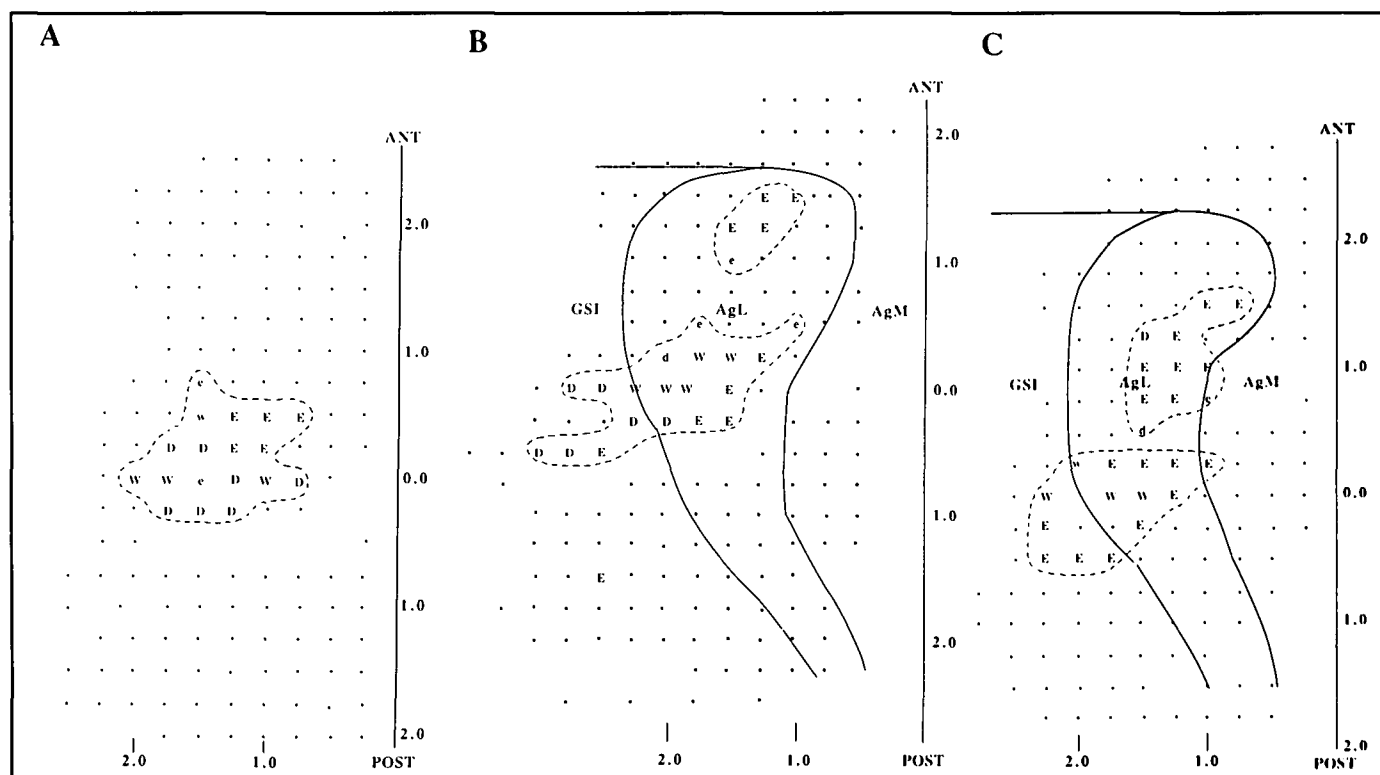 A
ANT
2.0
1.0
0.0
1.0
2.0
e
w E E E
D D E E
W W e D W D
D D D
2.0 1.0 POST
B
ANT
2.0
1.0
0.0
1.0
2.0
E E
E E
e
GSI AgL AgM
e e
d W W E
D D W W W E
D D E E
D D E
E
2.0 1.0 POST
C
ANT
2.0
1.0
0.0
1.0
2.0
E E
D E
E E E
GSI AgL AgM
E E
d
w E E E E
W W W E
E E
E E E
2.0 1.0 POST